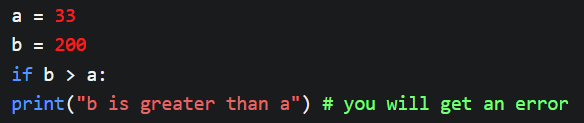 a = 33
b = 200
if b > a:
print("b is greater than a") # you will get an error